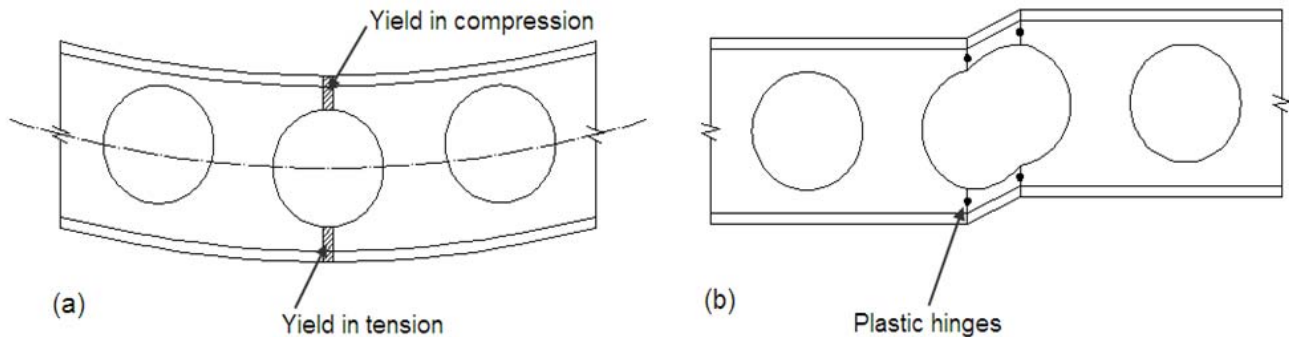 Yield in compression
(a)
Yield in tension
(b)
Plastic hinges